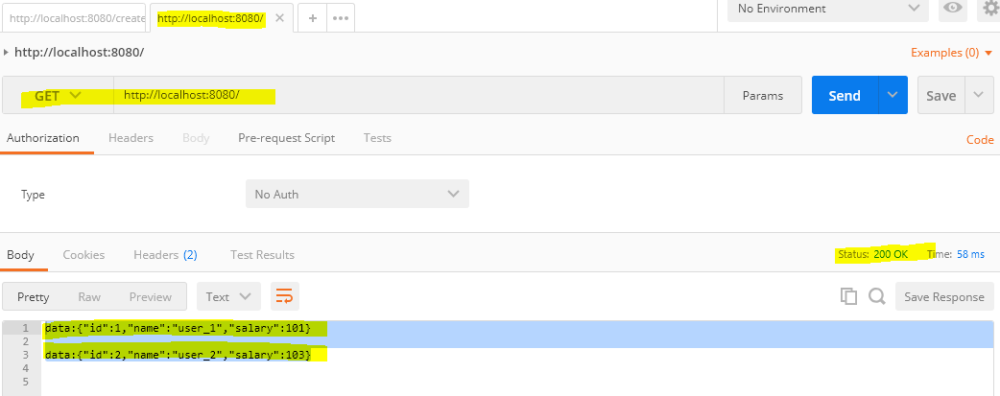 http://localhost:8080/create
http://localhost:8080/
No Environment
http://localhost:8080/
Examples (0)
GET
http://localhost:8080/
Params
Send
Save
Authorization
Headers
Body
Pre-request Script
Tests
Code
Type
No Auth
Body
Cookies
Headers (2)
Test Results
Status: 200 OK
Time: 58 ms
Pretty
Raw
Preview
Text
Save Response
1 data:{"id":1,"name":"user_1","salary":101}
2
3 data:{"id":2,"name":"user_2","salary":103}
4
5